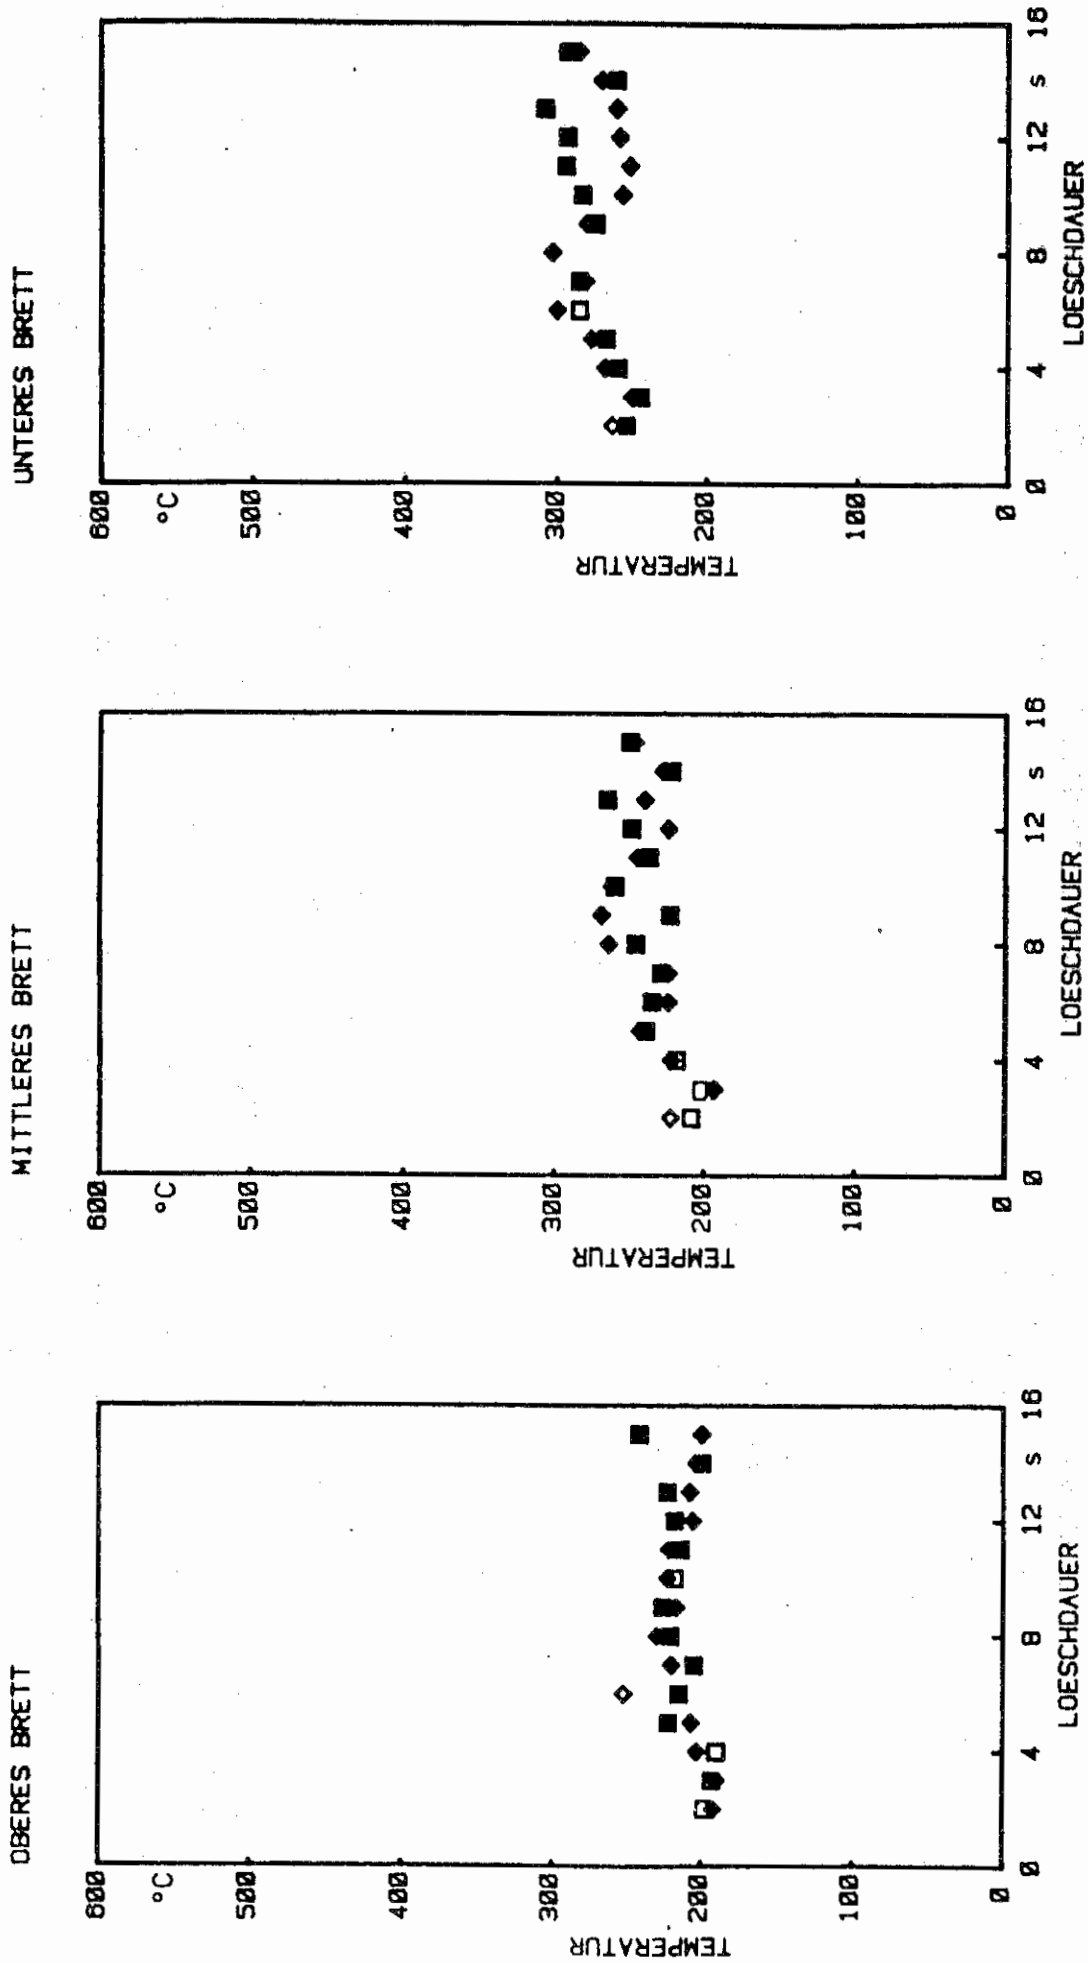 OBERES BRETT
600
°C
500
400
300
200
100
0
TEMPERATUR
0
4
8
12
s
16
LOESCHDAUER
MITTLERES BRETT
600
°C
500
400
300
200
100
0
TEMPERATUR
0
4
8
12
s
16
LOESCHDAUER
UNTERES BRETT
600
°C
500
400
300
200
100
0
TEMPERATUR
0
4
8
12
s
16
LOESCHDAUER